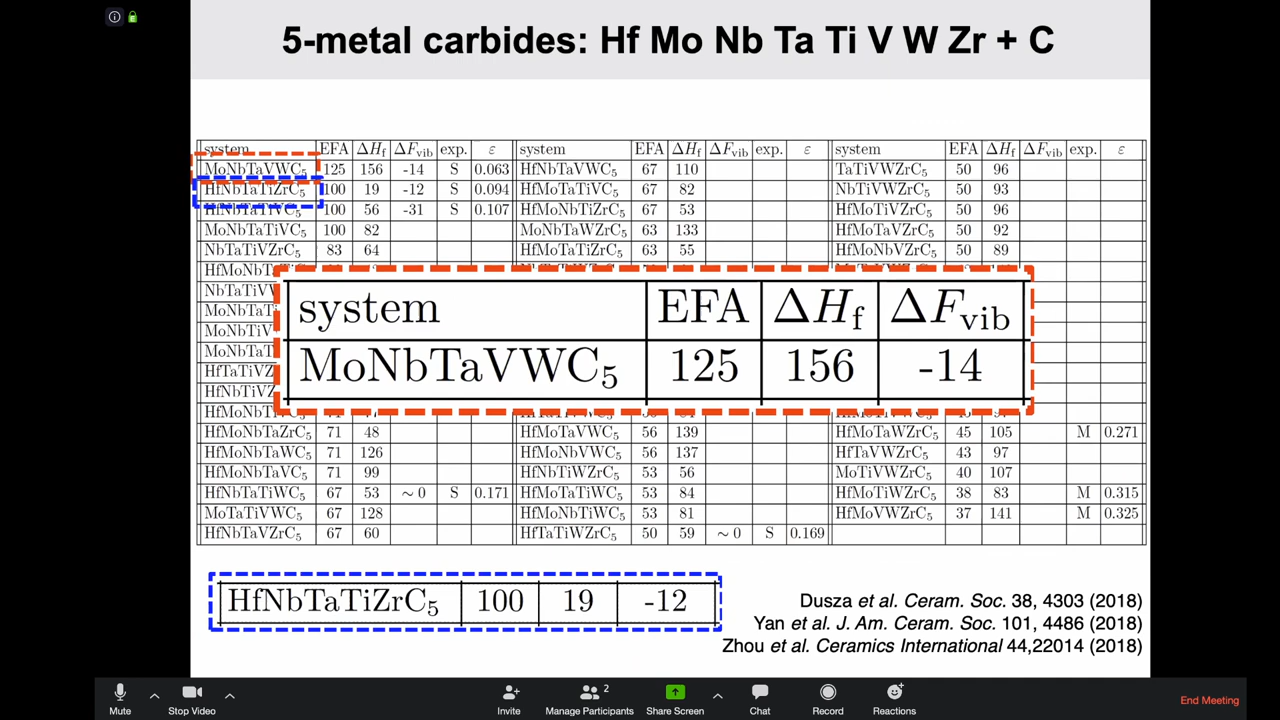 5-metal carbides: Hf Mo Nb Ta Ti V W Zr + C
system EFA ΔHf ΔFvib exp. ε system EFA ΔHf ΔFvib exp. ε system EFA ΔHf ΔFvib exp. ε
MoNbTaVWC5 125 156 -14 S 0.063 HfNbTaVWC5 67 110 TaTiVWZrC5 50 96
HfNbTaTiZrC5 100 19 -12 S 0.094 HfMoTaTiVC5 67 82 NbTiVWZrC5 50 93
HfNbTaTiVC5 100 56 -31 S 0.107 HfMoNbTiZrC5 67 53 HfMoTiVZrC5 50 96
MoNbTaTiVC5 100 82 MoNbTaWZrC5 63 133 HfMoTaVZrC5 50 92
NbTaTiVZrC5 83 64 HfMoTaTiZrC5 63 55 HfMoNbVZrC5 50 89
HfMoNbT
NbTaTiVV
MoNbTa
MoNbTiV
MoNbTaT
HfTaTiVZ
HfNbTiVZ
system EFA ΔHf ΔFvib
MoNbTaVWC5 125 156 -14
HfMoNbTi
HfMoNbTaZrC5 71 48 HfMoTaVWC5 56 139 HfMoTaWZrC5 45 105 M 0.271
HfMoNbTaWC5 71 126 HfMoNbVWC5 56 137 HfTaVWZrC5 43 97
HfMoNbTaVC5 71 99 HfNbTiWZrC5 53 56 MoTiVWZrC5 40 107
HfNbTaTiWC5 67 53 ~0 S 0.171 HfMoTaTiWC5 53 84 HfMoTiWZrC5 38 83 M 0.315
MoTaTiVWC5 67 128 HfMoNbTiWC5 53 81 HfMoVWZrC5 37 141 M 0.325
HfNbTaVZrC5 67 60 HfTaTiWZrC5 50 59 ~0 S 0.169
HfNbTaTiZrC5 100 19 -12
Dusza et al. Ceram. Soc. 38, 4303 (2018)
Yan et al. J. Am. Ceram. Soc. 101, 4486 (2018)
Zhou et al. Ceramics International 44,22014 (2018)
Mute Stop Video Invite Manage Participants 2 Share Screen Chat Record Reactions End Meeting